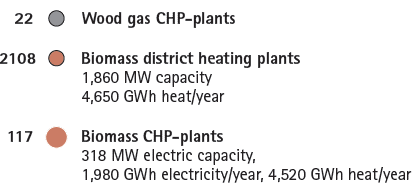 22 Wood gas CHP-plants
2108 Biomass district heating plants
1,860 MW capacity
4,650 GWh heat/year
117 Biomass CHP-plants
318 MW electric capacity,
1,980 GWh electricity/year, 4,520 GWh heat/year